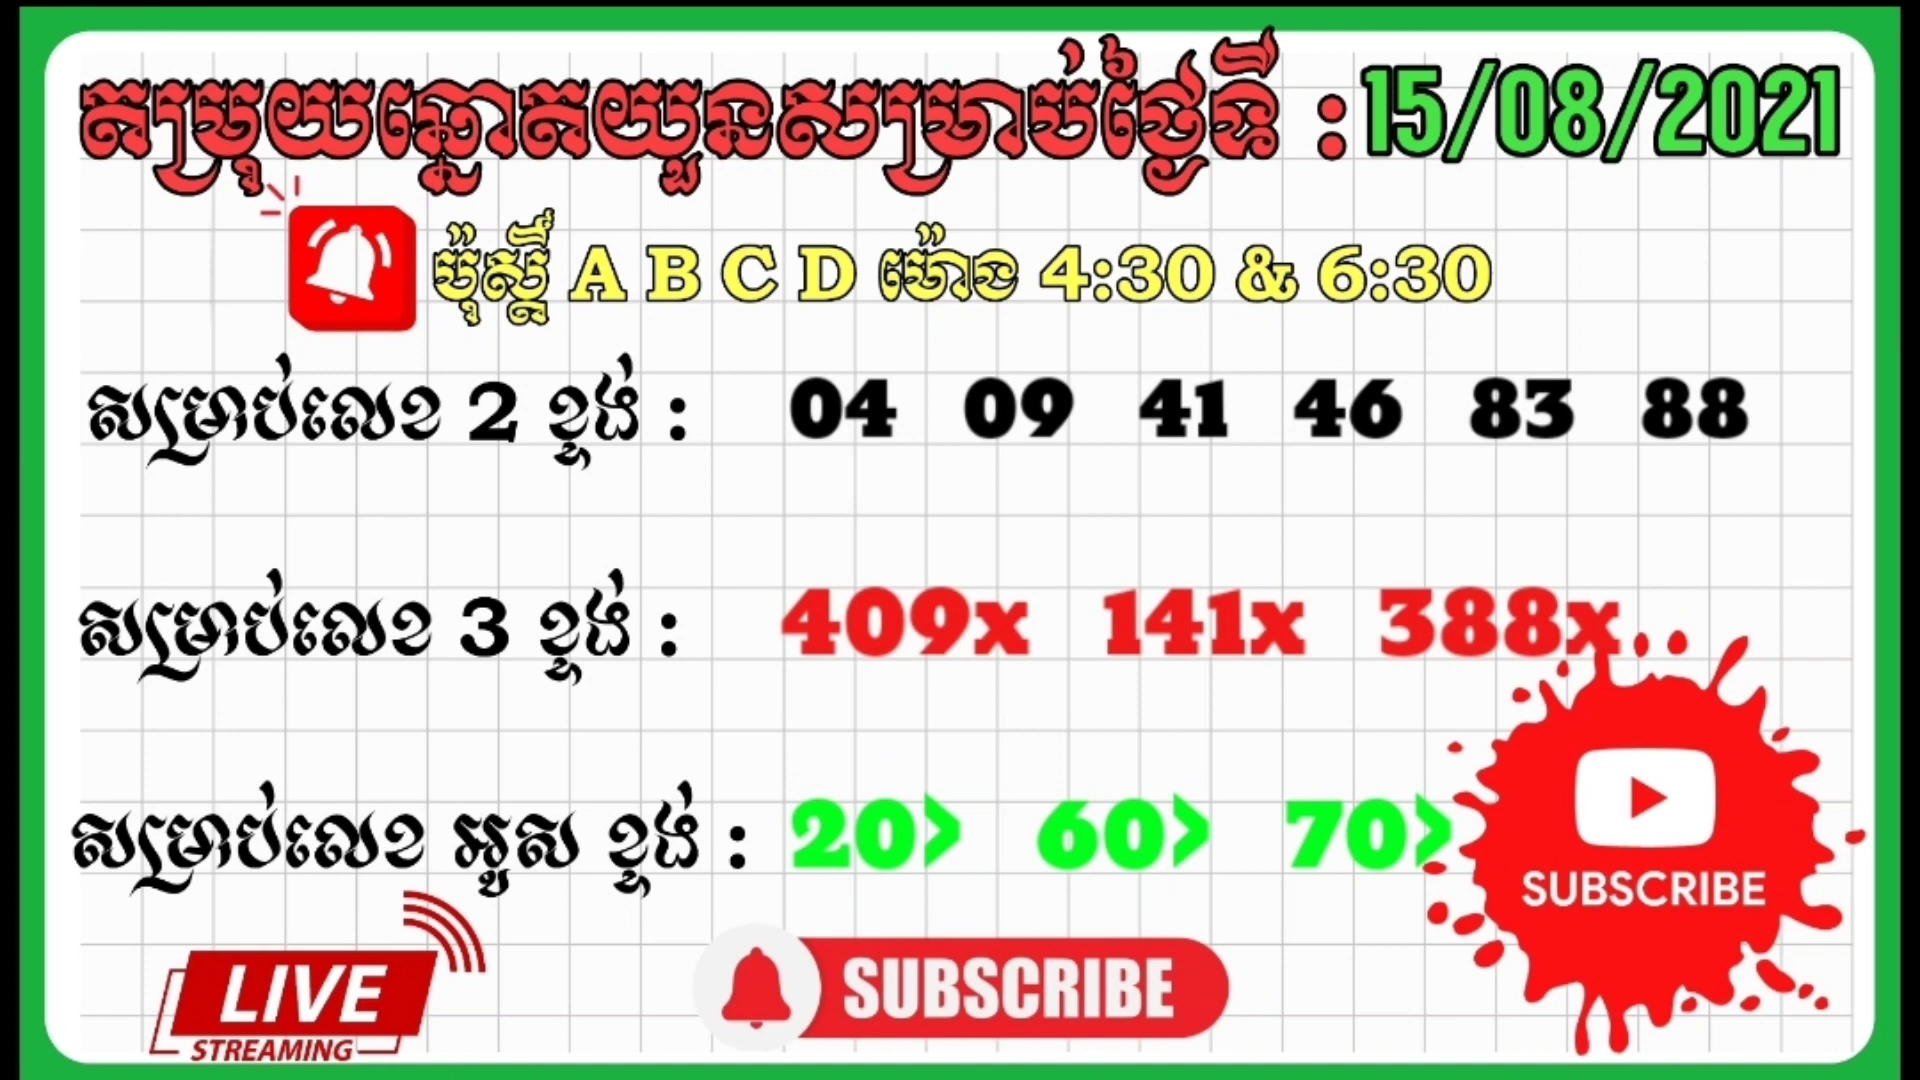 តម្រុយឆ្នោតយួនសម្រាប់ថ្ងៃទី :15/08/2021
ប៉ុស្តិ៍ A B C D ម៉ោង 4:30 & 6:30
សម្រាប់លេខ 2 ខ្ទង់ : 04 09 41 46 83 88
សម្រាប់លេខ 3 ខ្ទង់ : 409x 141x 388x
សម្រាប់លេខ អូស ខ្ទង់ : 20> 60> 70>
SUBSCRIBE
LIVE
STREAMING
SUBSCRIBE